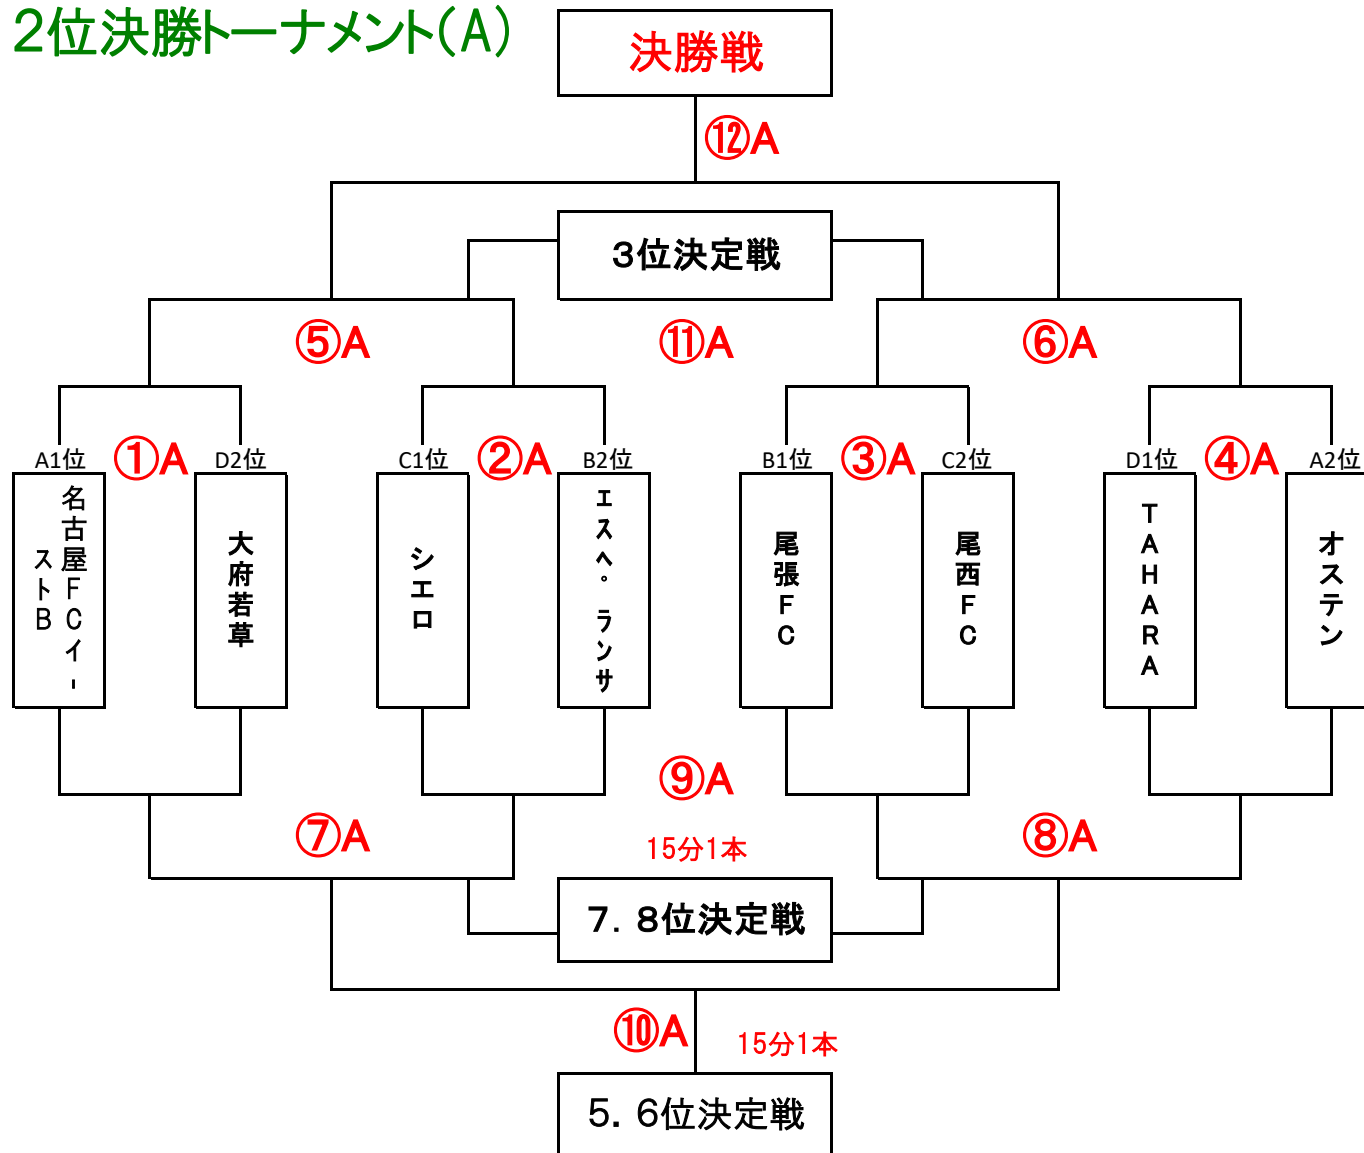 2位決勝トーナメント(A)
決勝戦
⑫A
3位決定戦
⑤A
⑪A
⑥A
A1位
①A
D2位
C1位
②A
B2位
B1位
③A
C2位
D1位
④A
A2位
名古屋FCイ-
ストB
大府若草
シエロ
エスペランサ
尾張FC
尾西FC
TAHARA
オステン
⑨A
⑦A
15分1本
⑧A
7.8位決定戦
⑩A
15分1本
5.6位決定戦